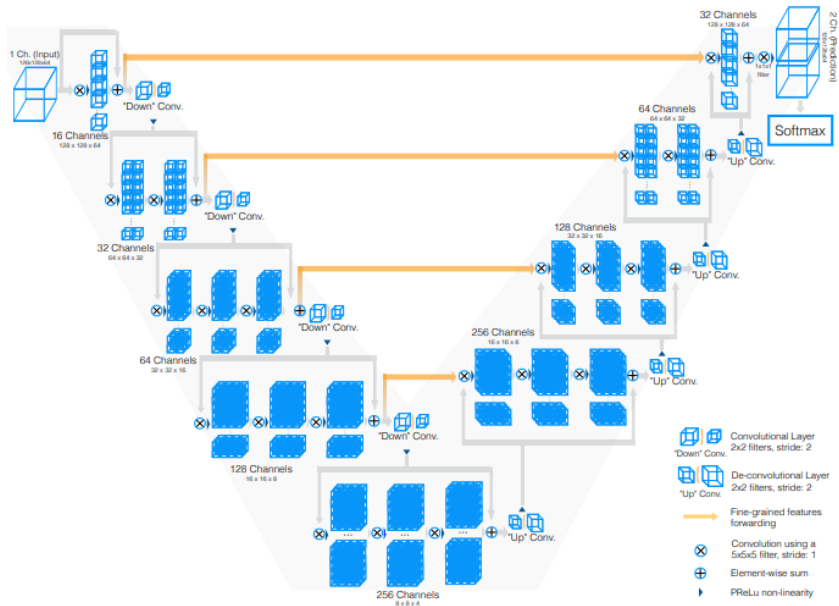 1 Ch. (Input)
128x128x64
"Down" Conv.
16 Channels
128 x 128 x 64
"Down" Conv.
32 Channels
64 x 64 x 32
"Down" Conv.
64 Channels
32 x 32 x 16
"Down" Conv.
128 Channels
16 x 16 x 8
256 Channels
8 x 8 x 4
"Up" Conv.
256 Channels
16 x 16 x 8
"Up" Conv.
128 Channels
32 x 32 x 16
"Up" Conv.
64 Channels
64 x 64 x 32
"Up" Conv.
32 Channels
128 x 128 x 64
1x1x1
filter
2 Ch. (Prediction)
128x128x64
Softmax
Convolutional Layer
2x2 filters, stride: 2
"Down" Conv.
De-convolutional Layer
2x2 filters, stride: 2
"Up" Conv.
Fine-grained features
forwarding
Convolution using a
5x5x5 filter, stride: 1
Element-wise sum
PReLu non-linearity